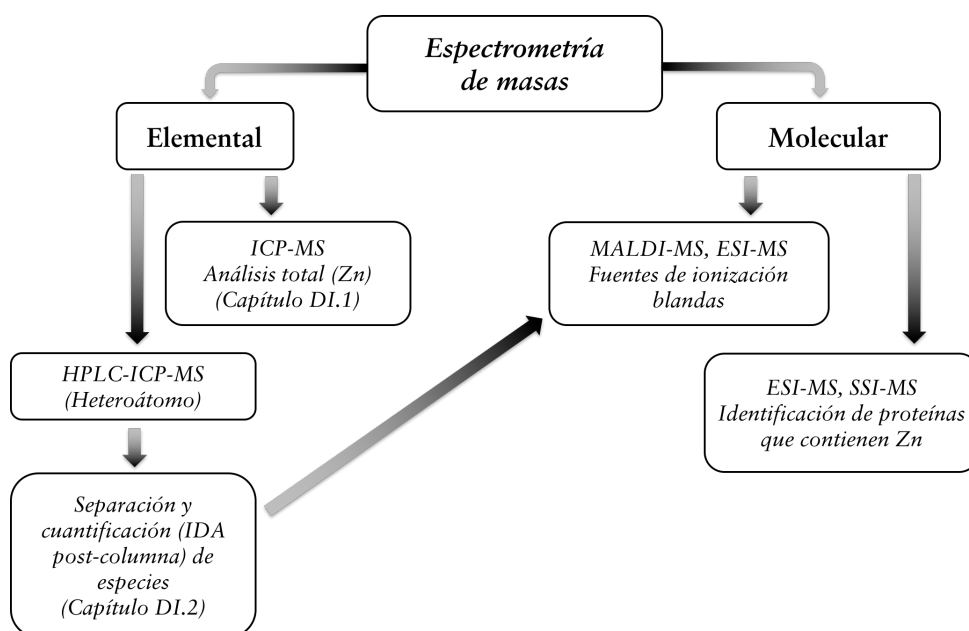 Espectrometría
de masas
Elemental
Molecular
ICP-MS
Análisis total (Zn)
(Capítulo DI.1)
MALDI-MS, ESI-MS
Fuentes de ionización
blandas
HPLC-ICP-MS
(Heteroátomo)
ESI-MS, SSI-MS
Identificación de proteínas
que contienen Zn
Separación y
cuantificación (IDA
post-columna) de
especies
(Capítulo DI.2)